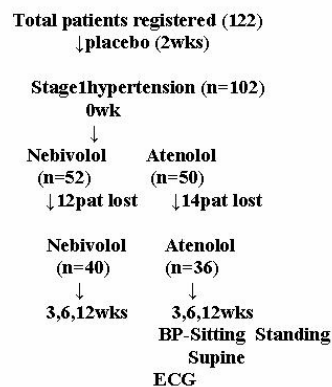 Total patients registered (122)
↓placebo (2wks)
Stage1hypertension (n=102)
0wk
↓
Nebivolol Atenolol
(n=52) (n=50)
↓12pat lost ↓14pat lost
Nebivolol Atenolol
(n=40) (n=36)
↓ ↓
3,6,12wks 3,6,12wks
BP-Sitting Standing
Supine
ECG